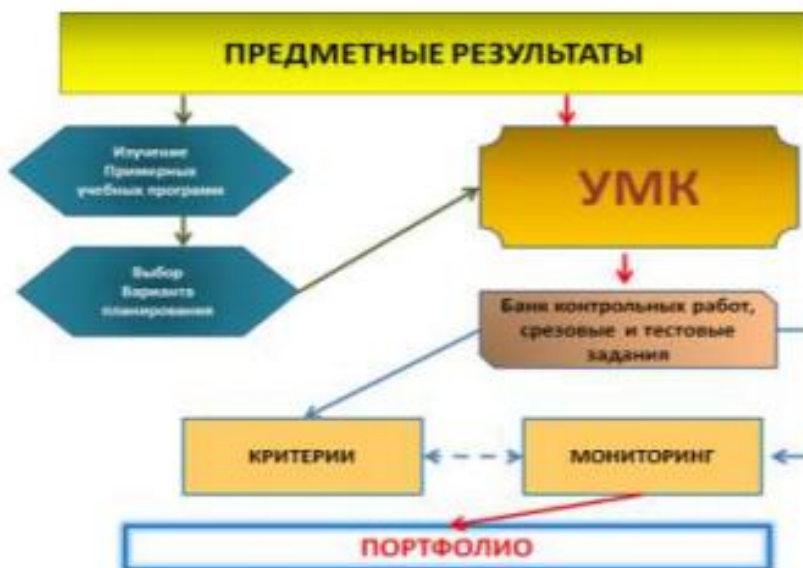 ПРЕДМЕТНЫЕ РЕЗУЛЬТАТЫ
Изучение
Примерных
учебных программ
УМК
Выбор
Варианта
планирования
Банк контрольных работ,
срезовые и тестовые
задания
КРИТЕРИИ
МОНИТОРИНГ
ПОРТФОЛИО